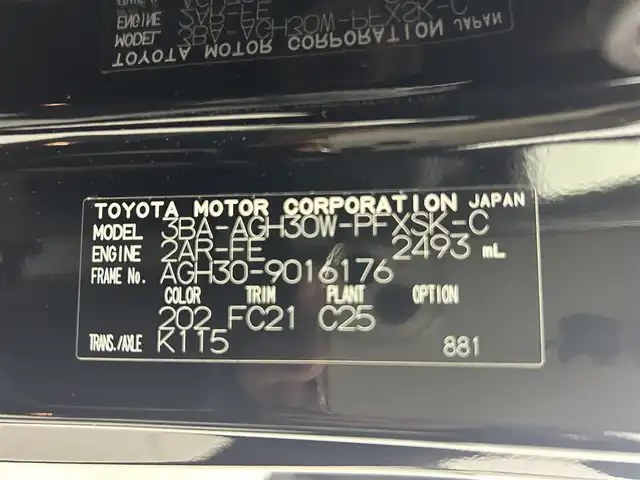 TOYOTA MOTOR CORPORATION JAPAN
MODEL 3BA-AGH30W-PFXSK-C
ENGINE 2AR-FE 2493 mL
FRAME No. AGH30-9016176
COLOR TRIM PLANT OPTION
202 FC21 C25
TRANS./AXLE K115 881